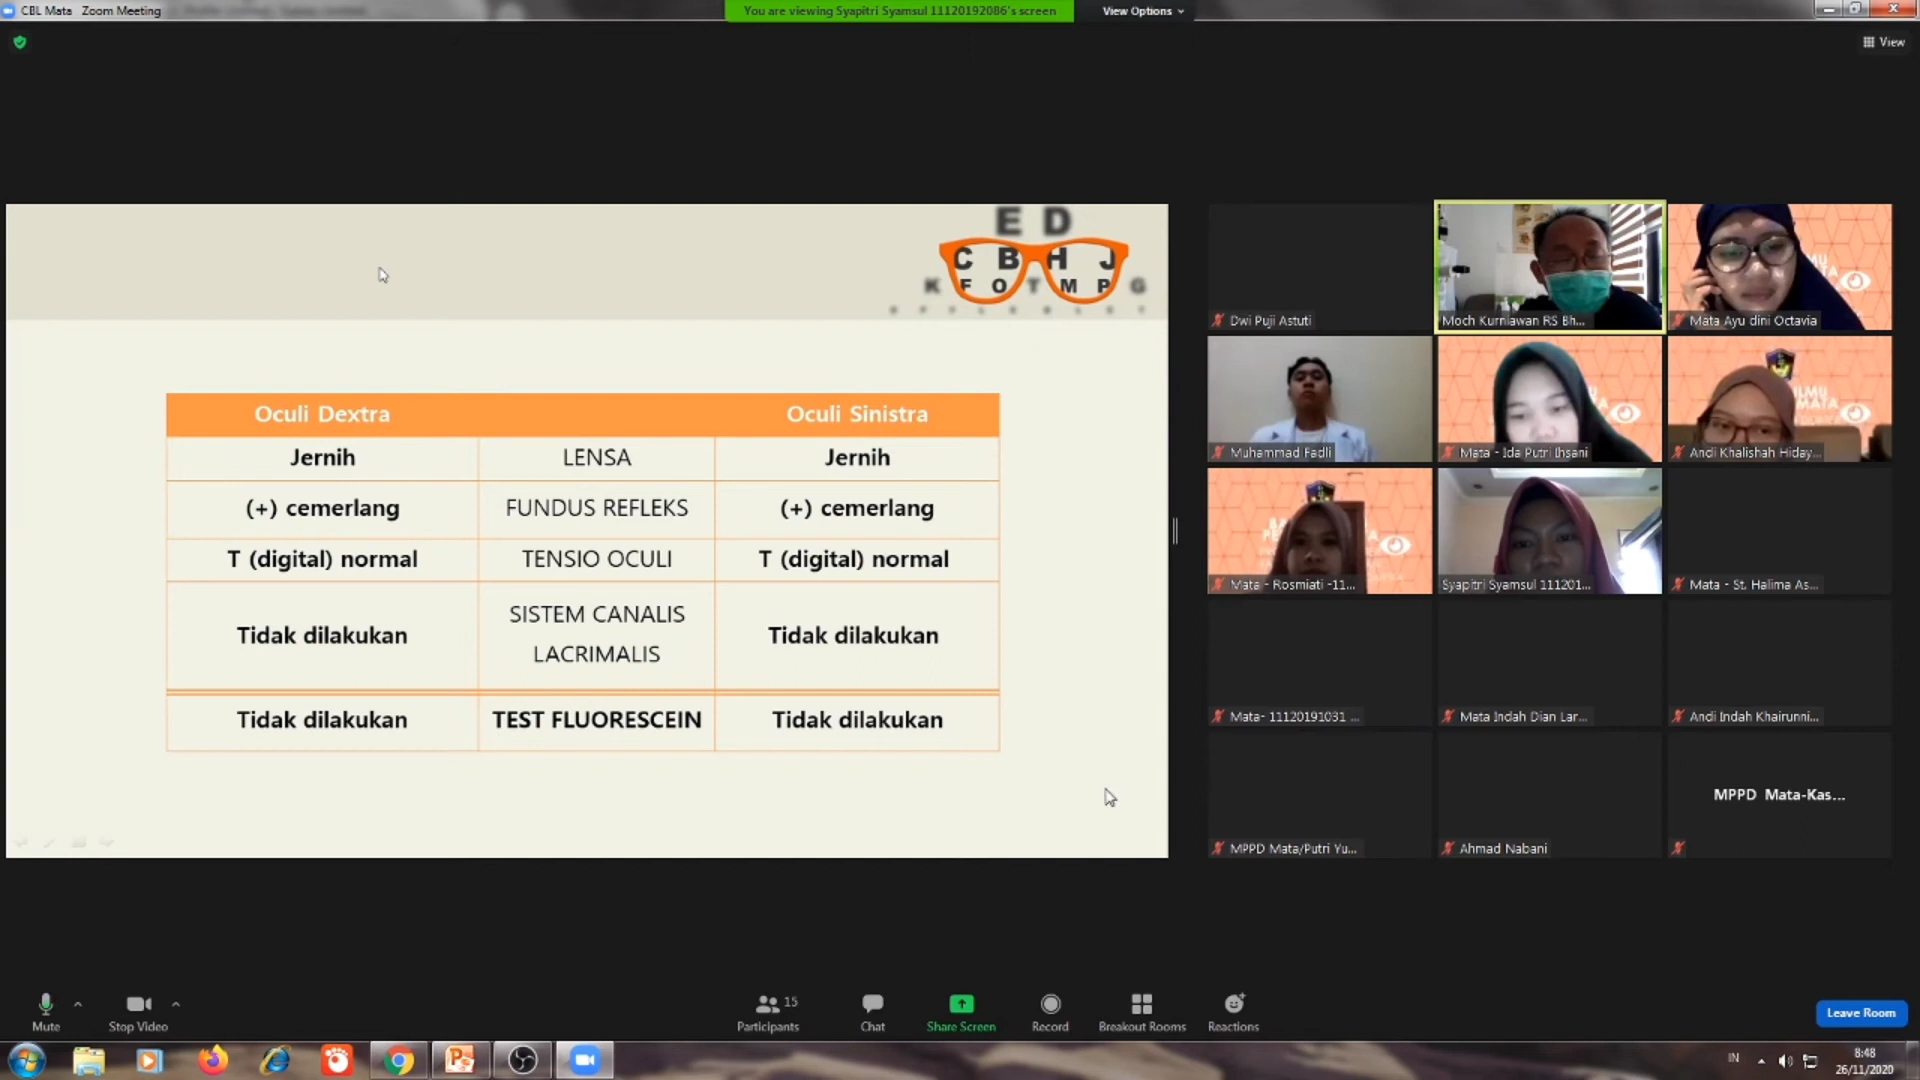 CBL Mata   Zoom Meeting
You are viewing Syapitri Syamsul 11120192086's screen
View Options
View
E D
C B H J
K F O T M P G
Oculi Dextra
Oculi Sinistra
Jernih
LENSA
Jernih
(+) cemerlang
FUNDUS REFLEKS
(+) cemerlang
T (digital) normal
TENSIO OCULI
T (digital) normal
Tidak dilakukan
SISTEM CANALIS
LACRIMALIS
Tidak dilakukan
Tidak dilakukan
TEST FLUORESCEIN
Tidak dilakukan
Dwi Puji Astuti
Moch Kurniawan RS Bh...
Mata Ayu dini Octavia
Muhammad Fadli
Mata - Ida Putri Ihsani
Andi Khalishah Hiday...
Mata - Rosmiati -11...
Syapitri Syamsul 111201...
Mata - St. Halima As...
Mata- 11120191031 ...
Mata Indah Dian Lar...
Andi Indah Khairunni...
MPPD Mata/Putri Yu...
Ahmad Nabani
MPPD Mata-Kas...
Mute
Stop Video
15
Participants
Chat
Share Screen
Record
Breakout Rooms
Reactions
Leave Room
IN
8:48
26/11/2020